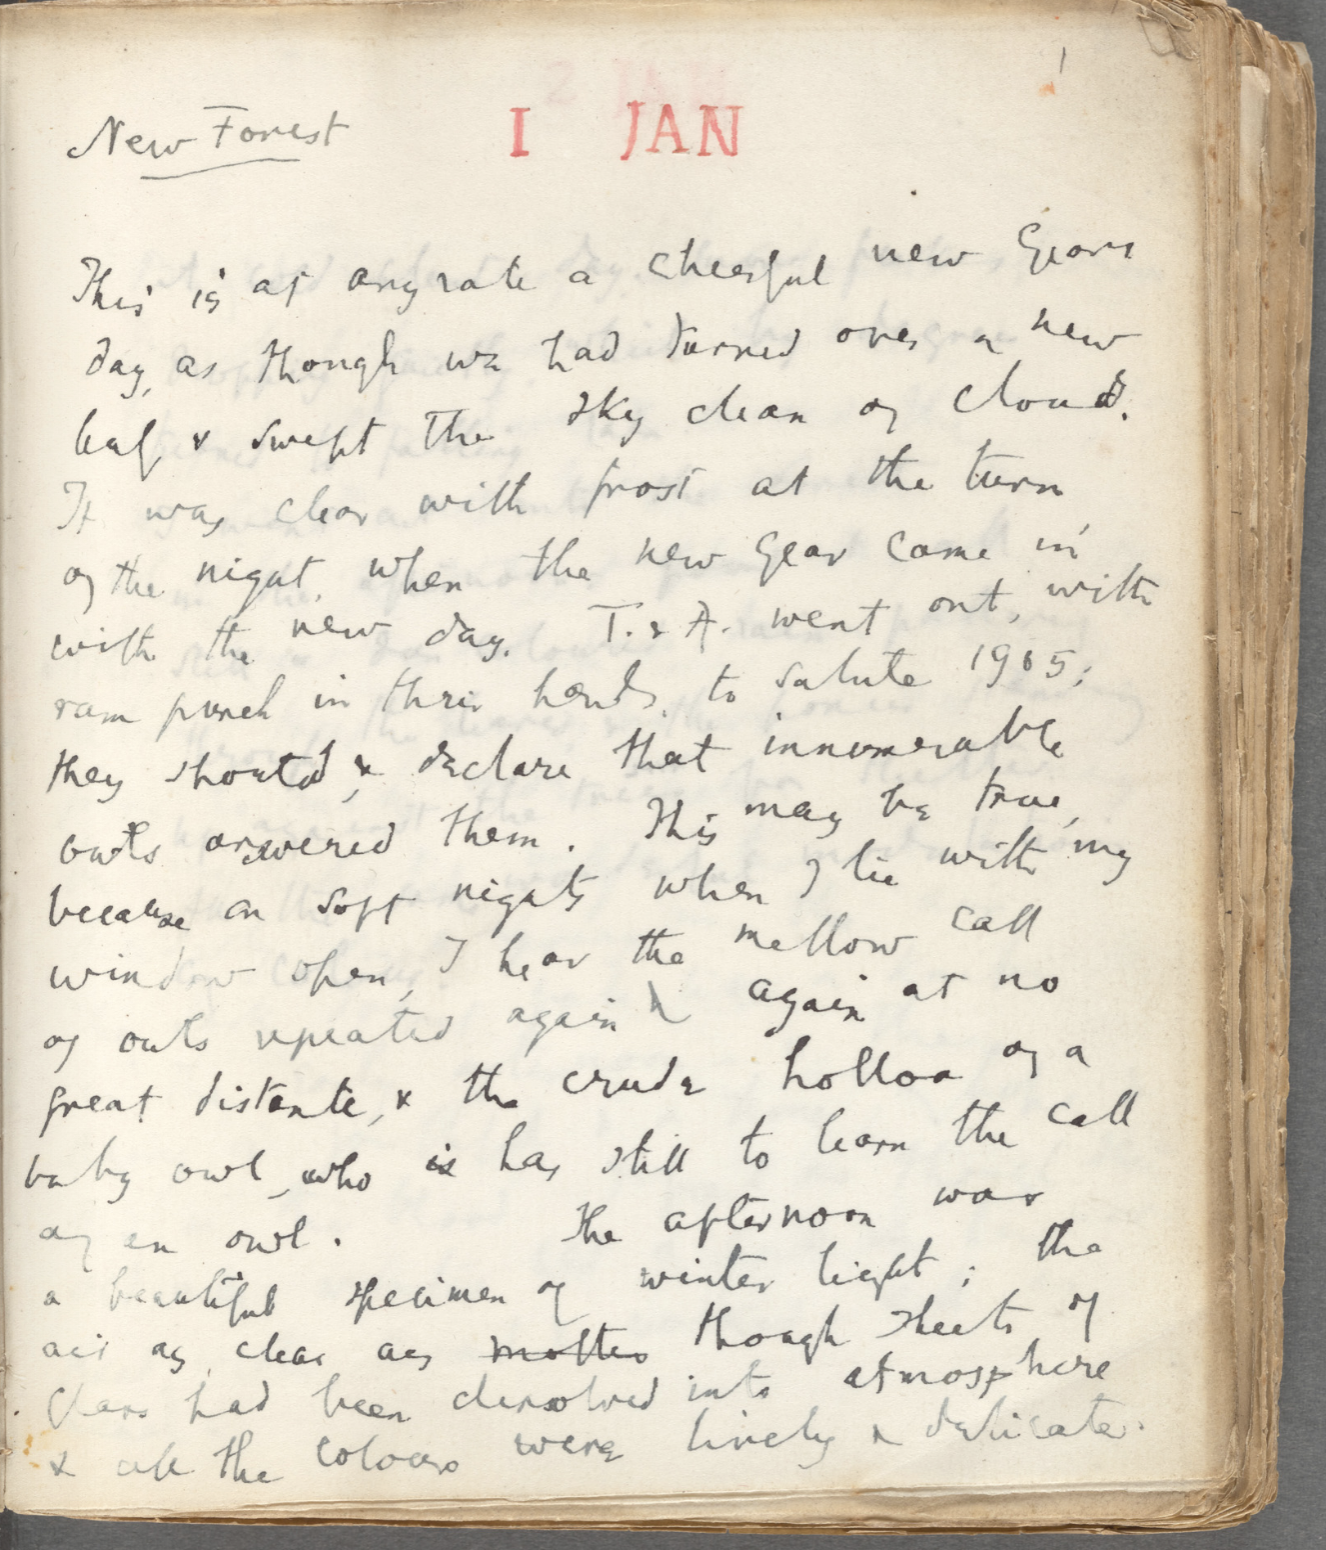 1
New Forest
1 JAN
This is at any rate a cheerful new Years
day, as though we had turned over a new
leaf, & swept the sky clean of cloud.
It was clear with frost at the turn
of the night, when the new year came in
with the new day. T. & A. went out, with
rum punch in their hands, to salute 1905;
they shouted, & declare that innumerable
owls answered them. This may be true,
because on soft nights when I lie with my
window open, I hear the mellow call
of owls repeated again & again at no
great distance, & the crude holloa of a
baby owl, who is has still to learn the call
of an owl. The afternoon was
a beautiful specimen of winter light; the
air as clear as though sheets of
glass had been dissolved into atmosphere
& all the colours were lively & delicate.